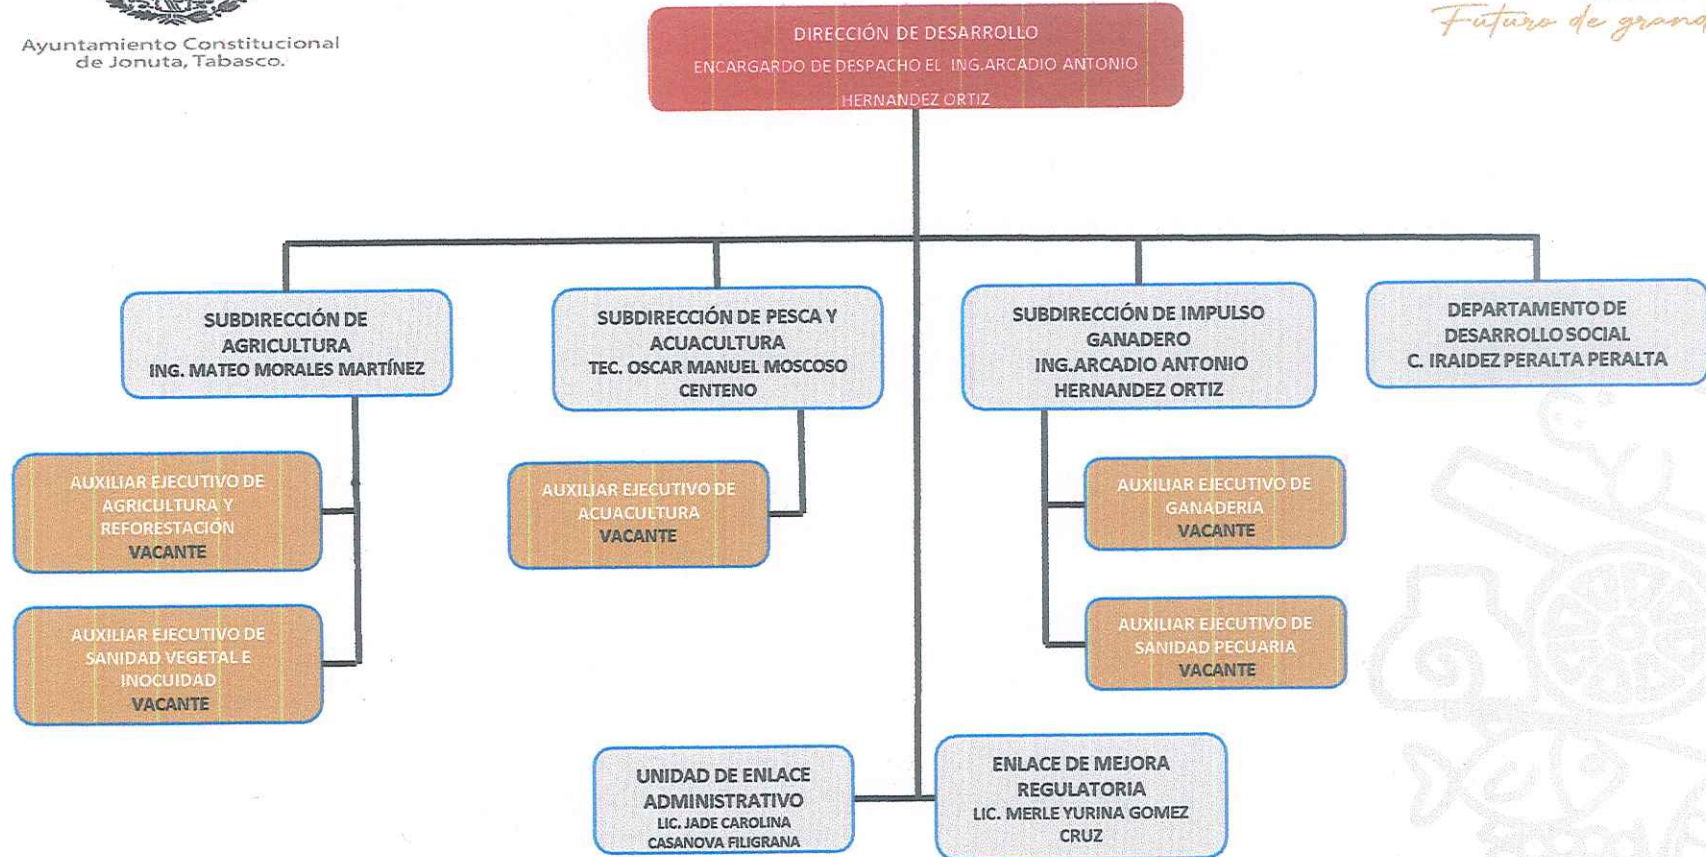 Ayuntamiento Constitucional
de Jonuta, Tabasco.
Futuro de
DIRECCIÓN DE DESARROLLO
ENCARGARDO DE DESPACHO EL ING.ARCADIO ANTONIO
HERNANDEZ ORTIZ
SUBDIRECCIÓN DE
AGRICULTURA
ING. MATEO MORALES MARTÍNEZ
SUBDIRECCIÓN DE PESCA Y
ACUACULTURA
TEC. OSCAR MANUEL MOSCOSO
CENTENO
SUBDIRECCIÓN DE IMPULSO
GANADERO
ING.ARCADIO ANTONIO
HERNANDEZ ORTIZ
DEPARTAMENTO DE
DESARROLLO SOCIAL
C. IRAIDEZ PERALTA PERALTA
AUXILIAR EJECUTIVO DE
AGRICULTURA Y
REFORESTACIÓN
VACANTE
AUXILIAR EJECUTIVO DE
ACUACULTURA
VACANTE
AUXILIAR EJECUTIVO DE
GANADERÍA
VACANTE
AUXILIAR EJECUTIVO DE
SANIDAD VEGETAL E
INOCUIDAD
VACANTE
AUXILIAR EJECUTIVO DE
SANIDAD PECUARIA
VACANTE
UNIDAD DE ENLACE
ADMINISTRATIVO
LIC. JADE CAROLINA
CASANOVA FILIGRANA
ENLACE DE MEJORA
REGULATORIA
LIC. MERLE YURINA GOMEZ
CRUZ